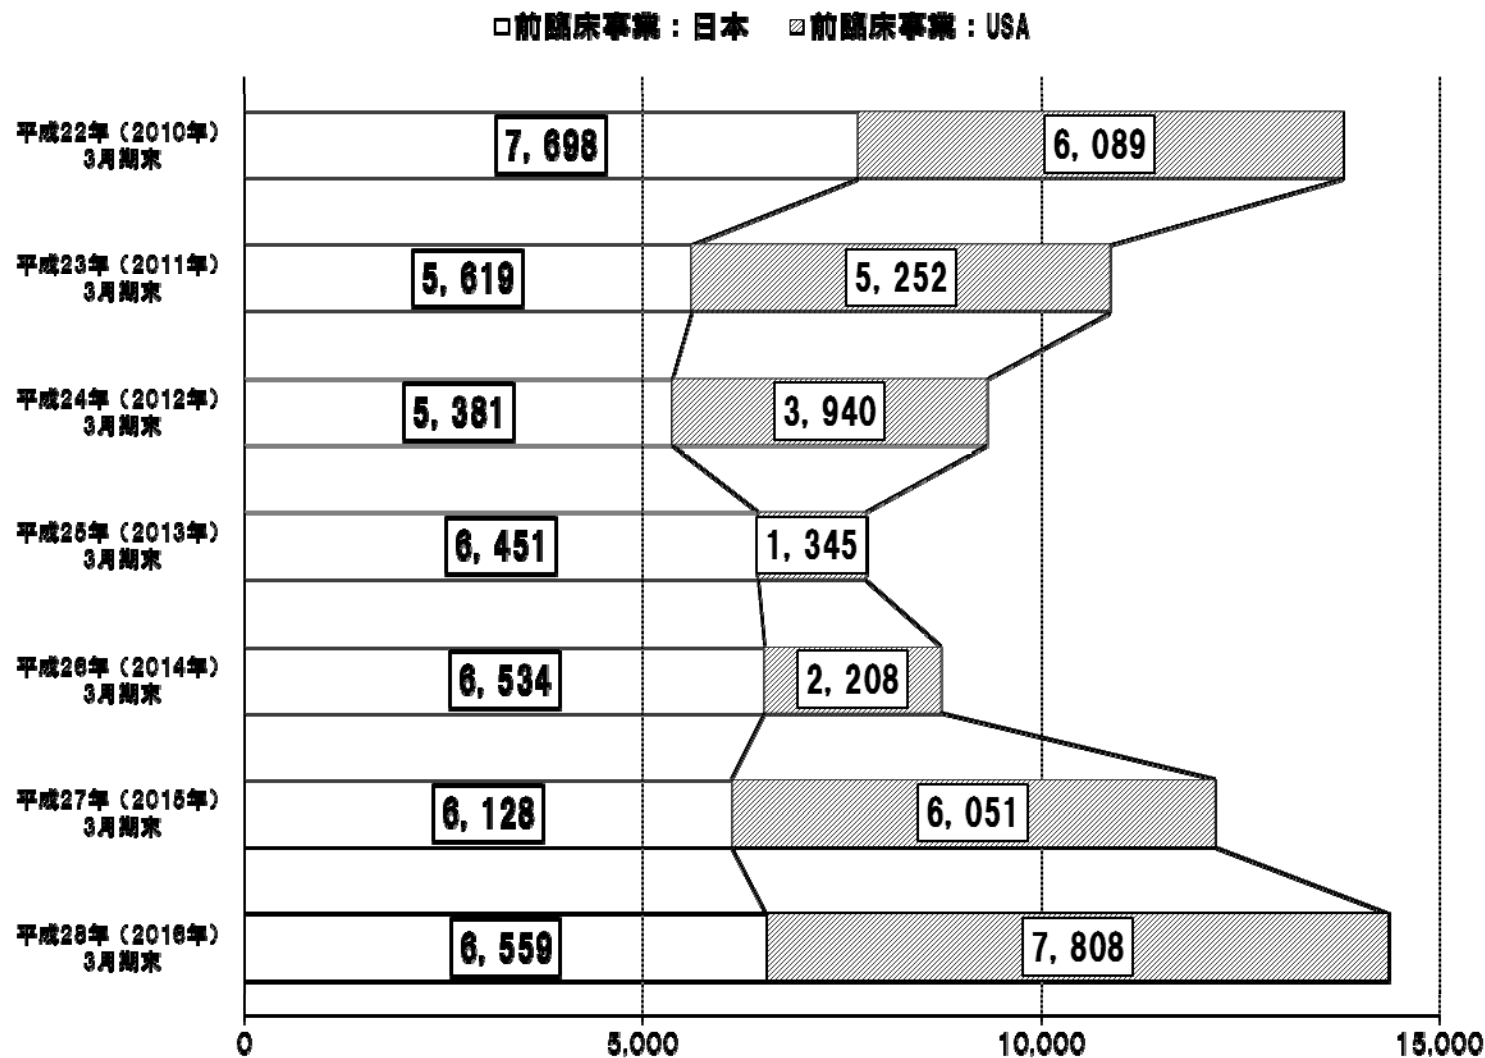 □前臨床事業：日本 ▨前臨床事業：USA
平成22年（2010年）
3月期末
7,698
6,089
平成23年（2011年）
3月期末
5,619
5,252
平成24年（2012年）
3月期末
5,381
3,940
平成25年（2013年）
3月期末
6,451
1,345
平成26年（2014年）
3月期末
6,534
2,208
平成27年（2015年）
3月期末
6,128
6,051
平成28年（2016年）
3月期末
6,559
7,808
0 5,000 10,000 15,000